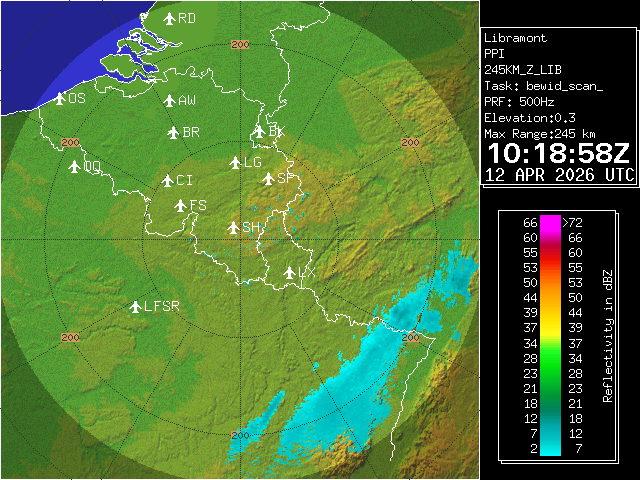 RD
200
OS
AW
BR
BK
200
200
OQ
LG
CI
SP
FS
SH
LX
LFSR
200
200
200
Libramont
PPI
245KM_Z_LIB
Task: bewid_scan_
PRF: 500Hz
Elevation:0.3
Max Range:245 km
10:18:58Z
12 APR 2026 UTC
66 >72
60 66
55 60
53 55
50 53
44 50
39 44
37 39
34 37
28 34
23 28
21 23
18 21
12 18
7 12
2 7
Reflectivity in dBZ